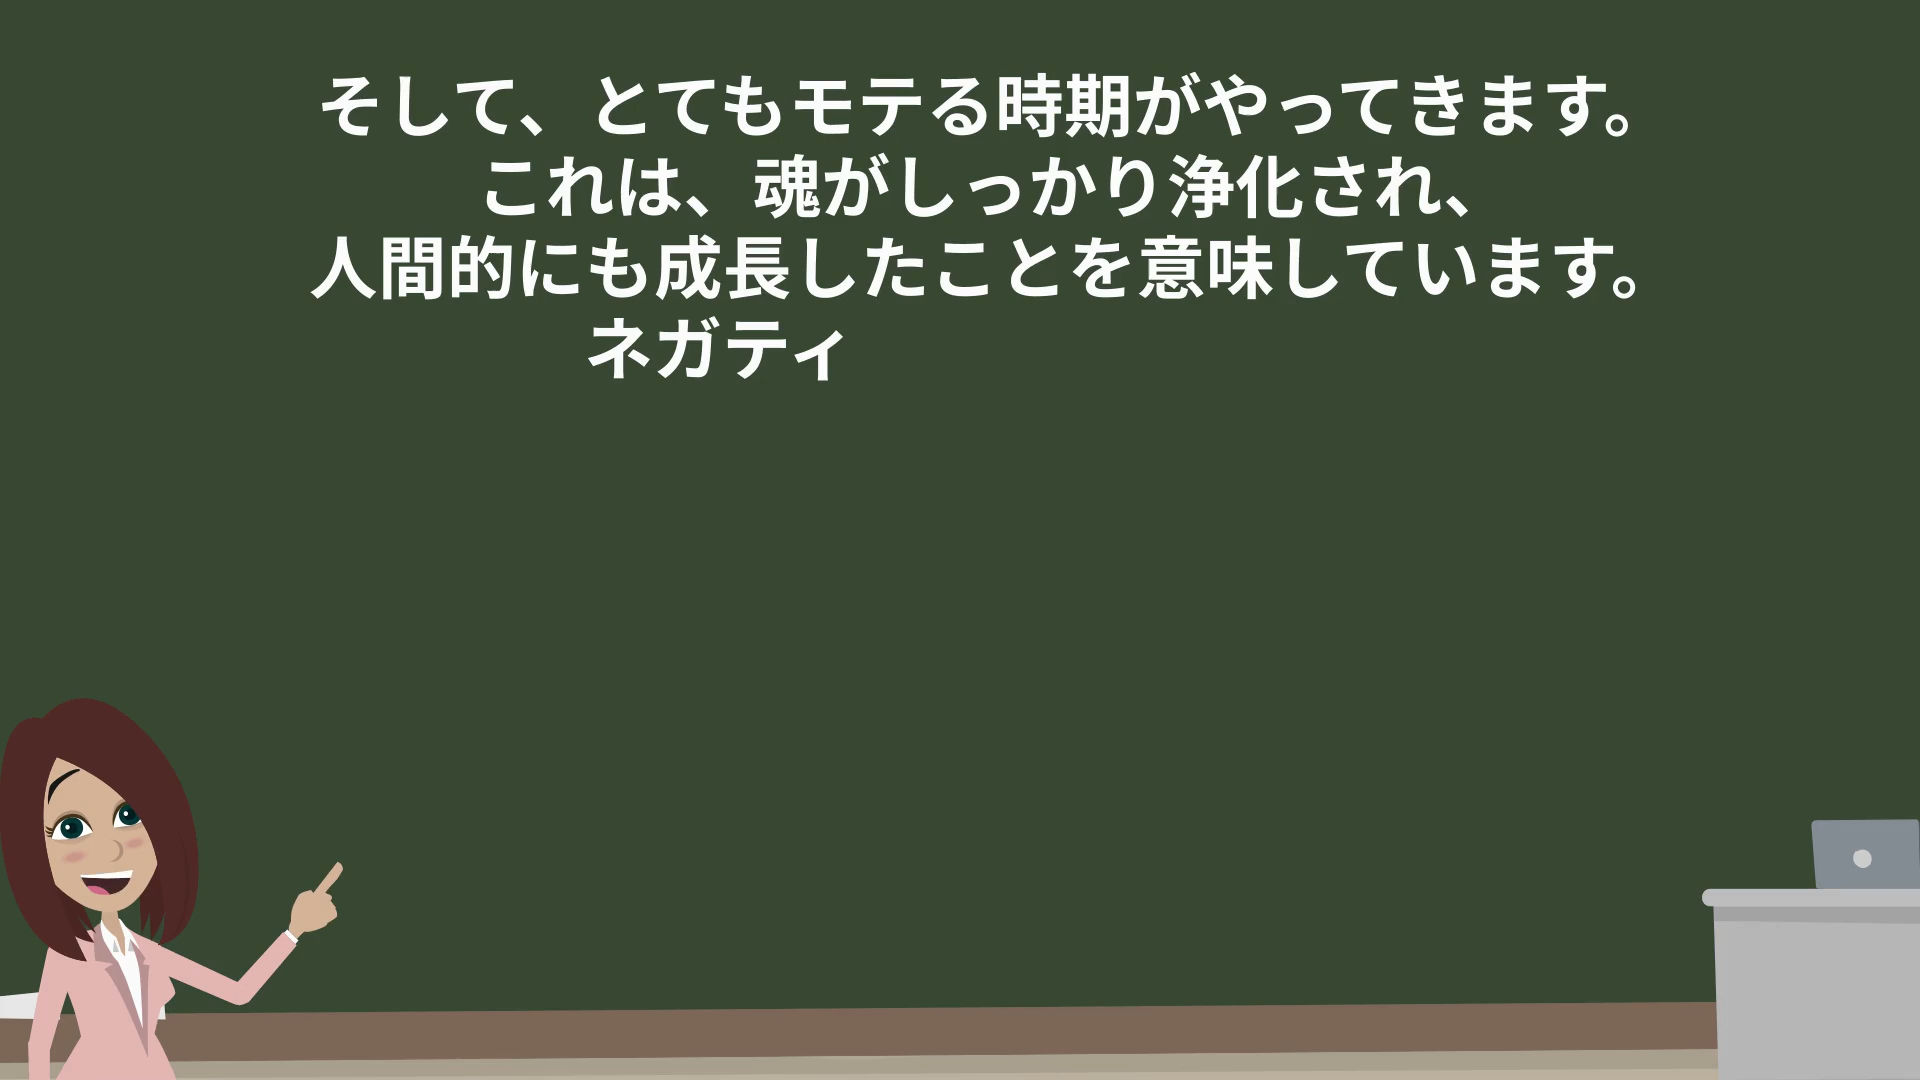 そして、とてもモテる時期がやってきます。
これは、魂がしっかり浄化され、
人間的にも成長したことを意味しています。
ネガティ